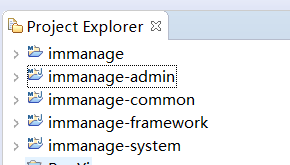 Project Explorer
immanage
immanage-admin
immanage-common
immanage-framework
immanage-system